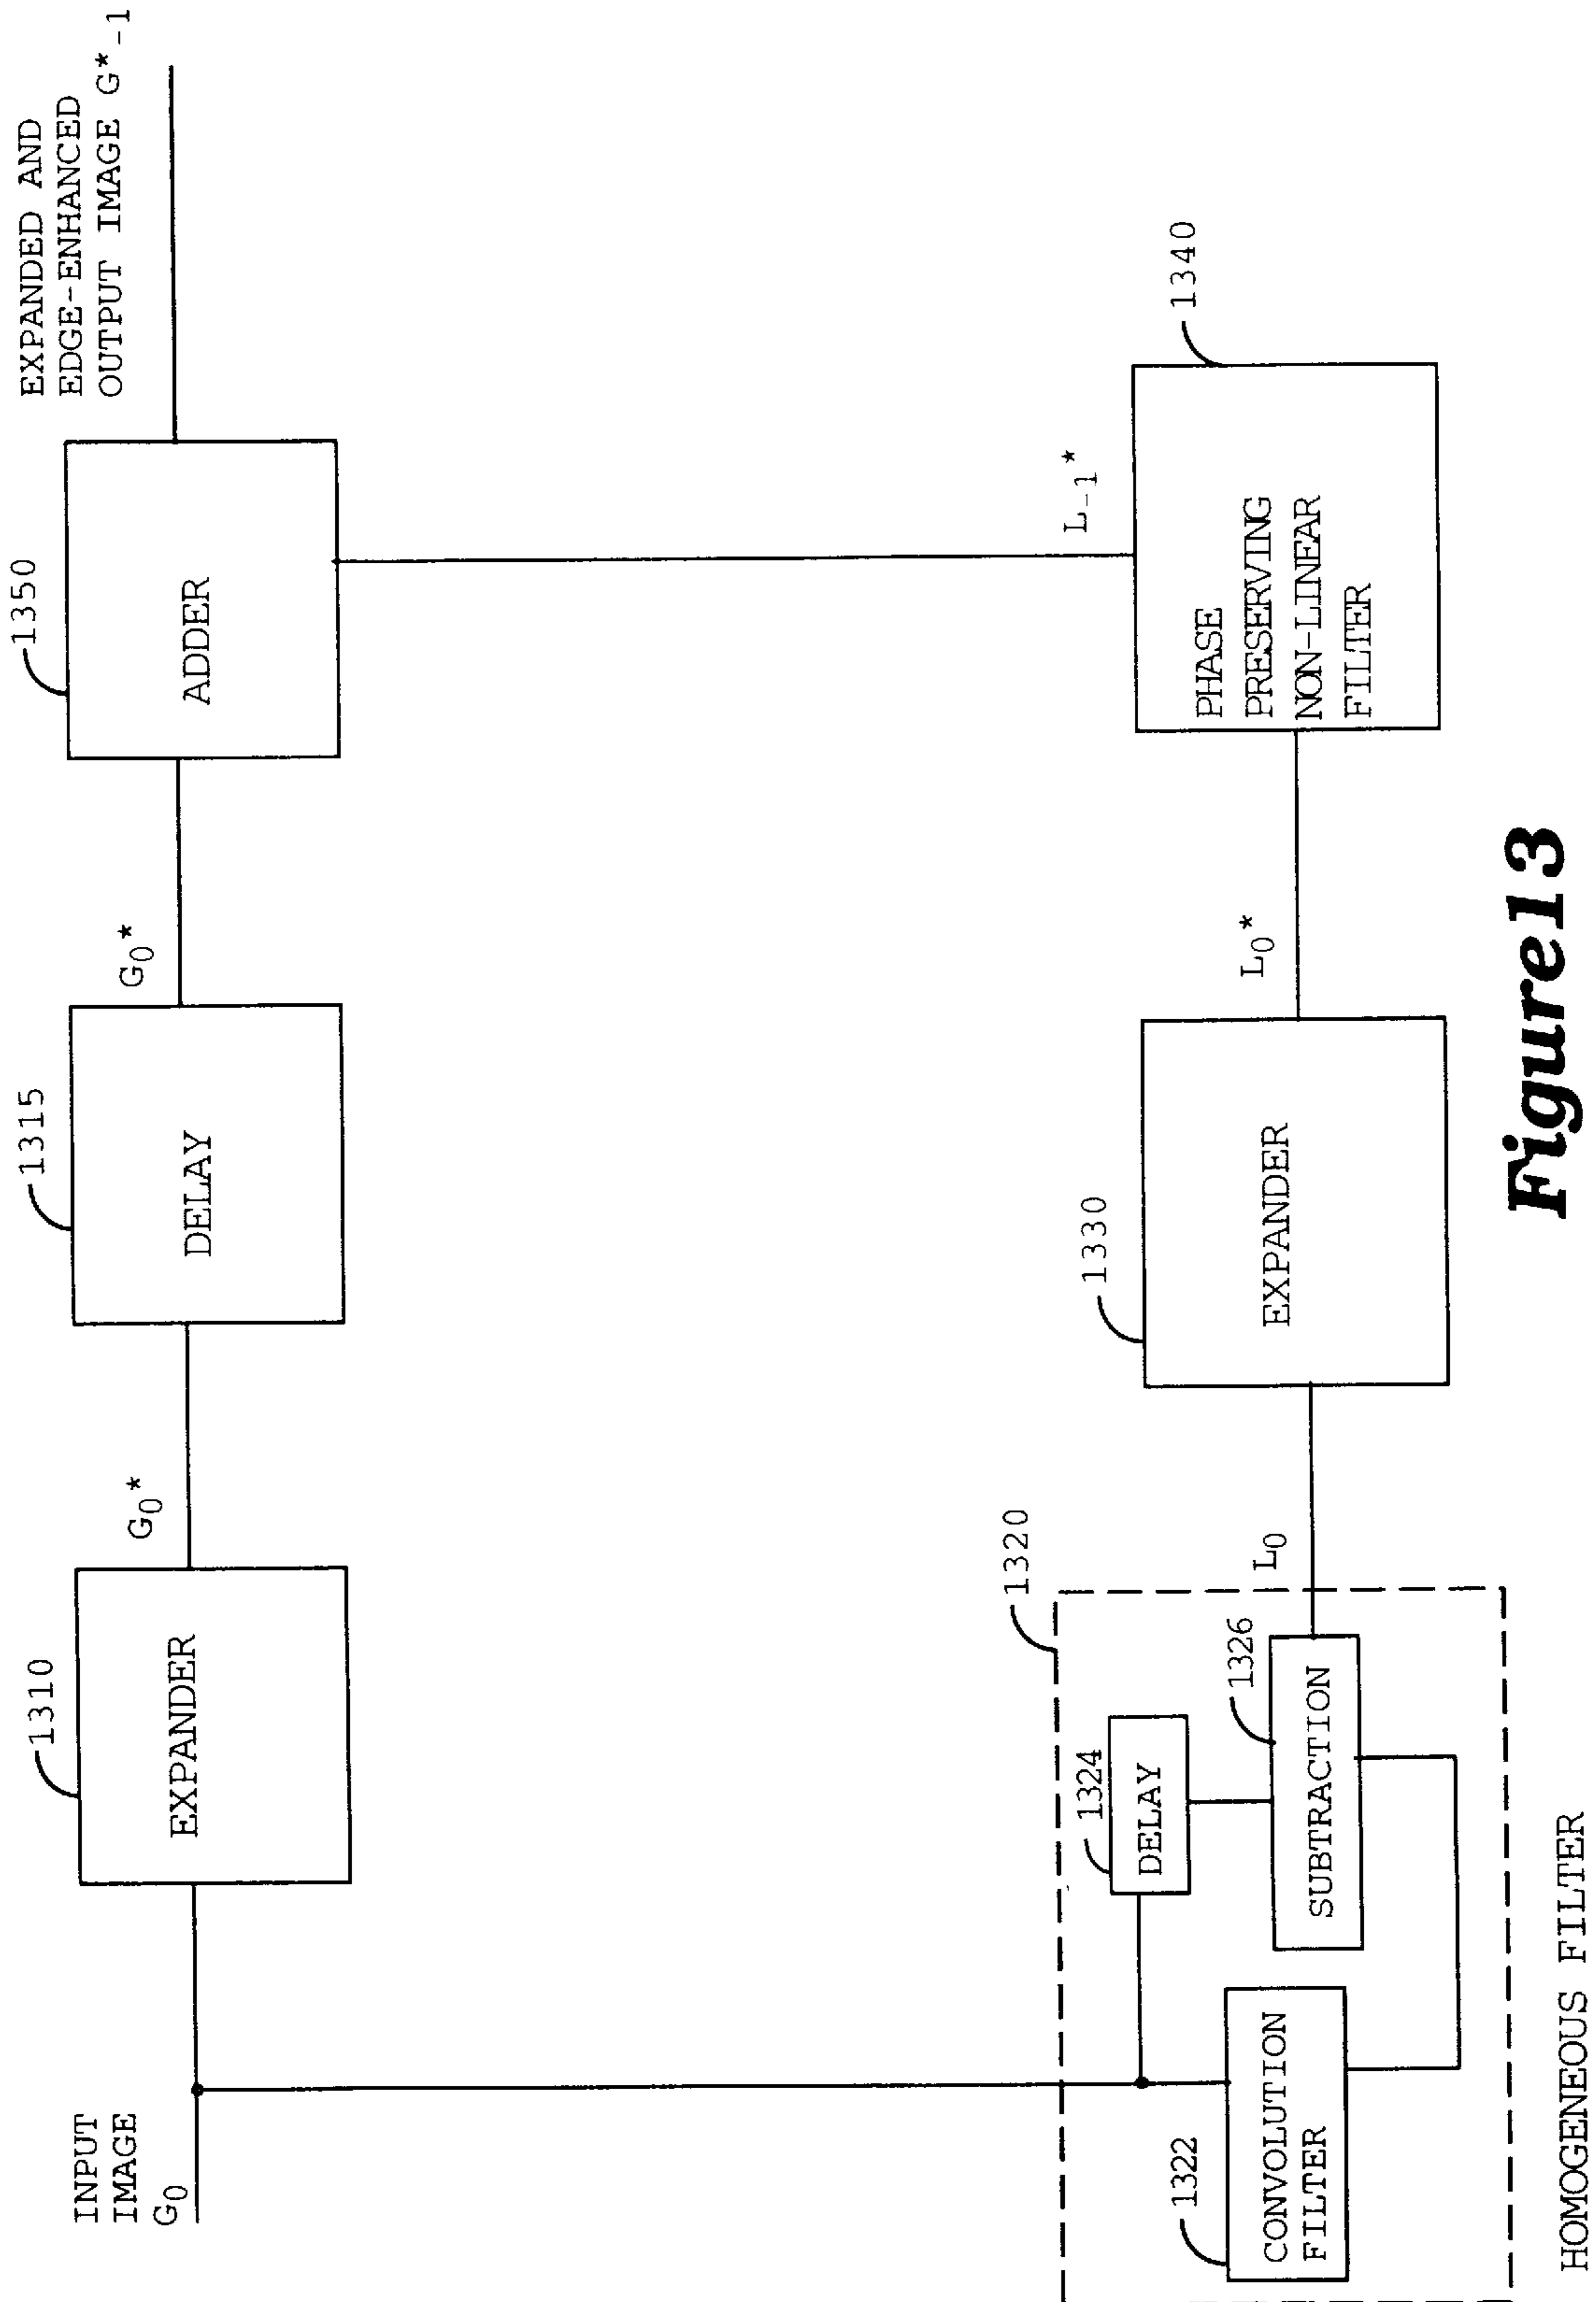 EXPANDED AND
EDGE-ENHANCED
OUTPUT IMAGE G*-1
INPUT
IMAGE
G0
1310
EXPANDER
G0*
1315
DELAY
G0*
1350
ADDER
1320
1322
CONVOLUTION
FILTER
1324
DELAY
1326
SUBTRACTION
L0
1330
EXPANDER
L0*
1340
PHASE
PRESERVING
NON-LINEAR
FILTER
L-1*
HOMOGENEOUS FILTER
Figure13